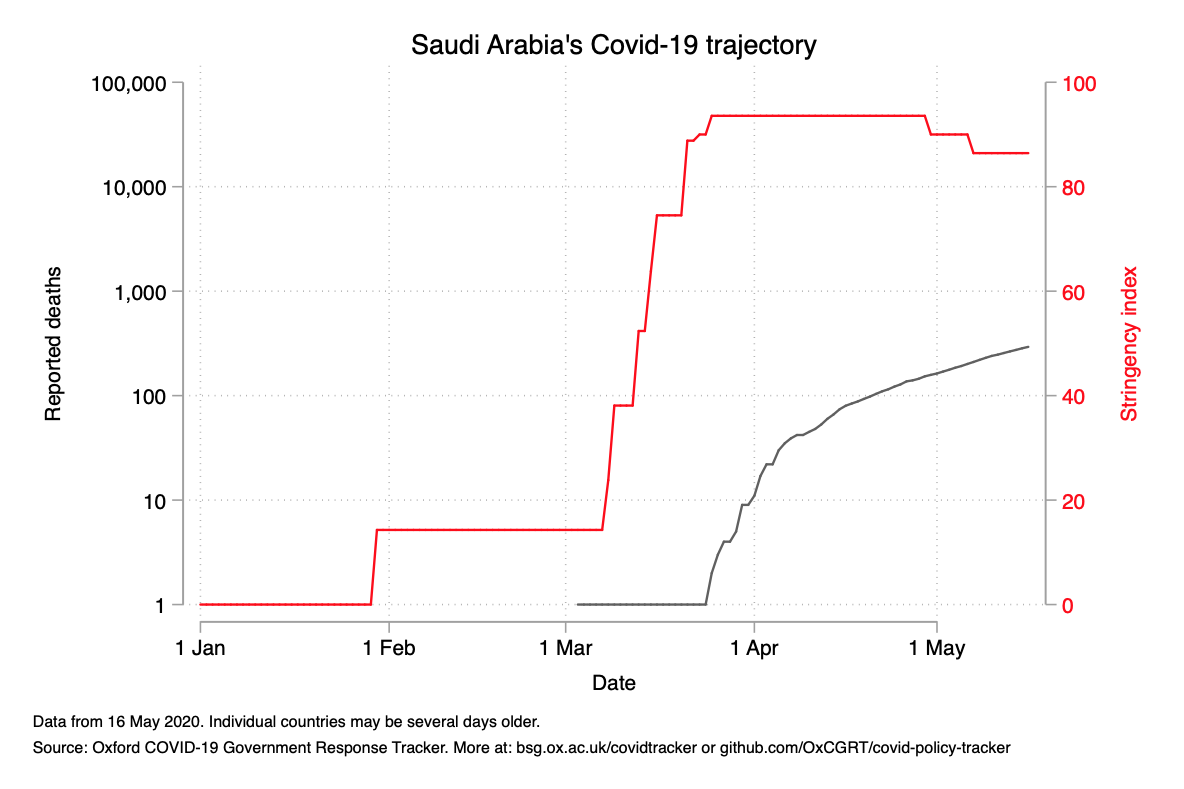 Saudi Arabia's Covid-19 trajectory
100,000
10,000
1,000
100
10
1
Reported deaths
100
80
60
40
20
0
Stringency index
1 Jan 1 Feb 1 Mar 1 Apr 1 May
Date
Data from 16 May 2020. Individual countries may be several days older.
Source: Oxford COVID-19 Government Response Tracker. More at: bsg.ox.ac.uk/covidtracker or github.com/OxCGRT/covid-policy-tracker